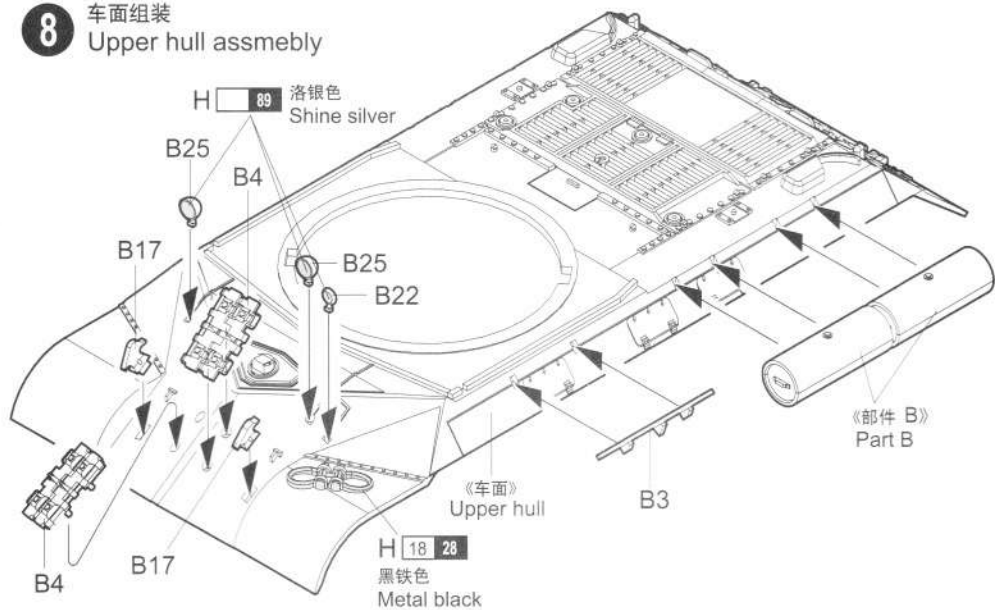 8
车面组装
Upper hull assmebly
H 89
洛银色
Shine silver
B25
B4
B17
B25
B22
《部件 B》
Part B
《车面》
Upper hull
B3
B4
B17
H 18 28
黑铁色
Metal black